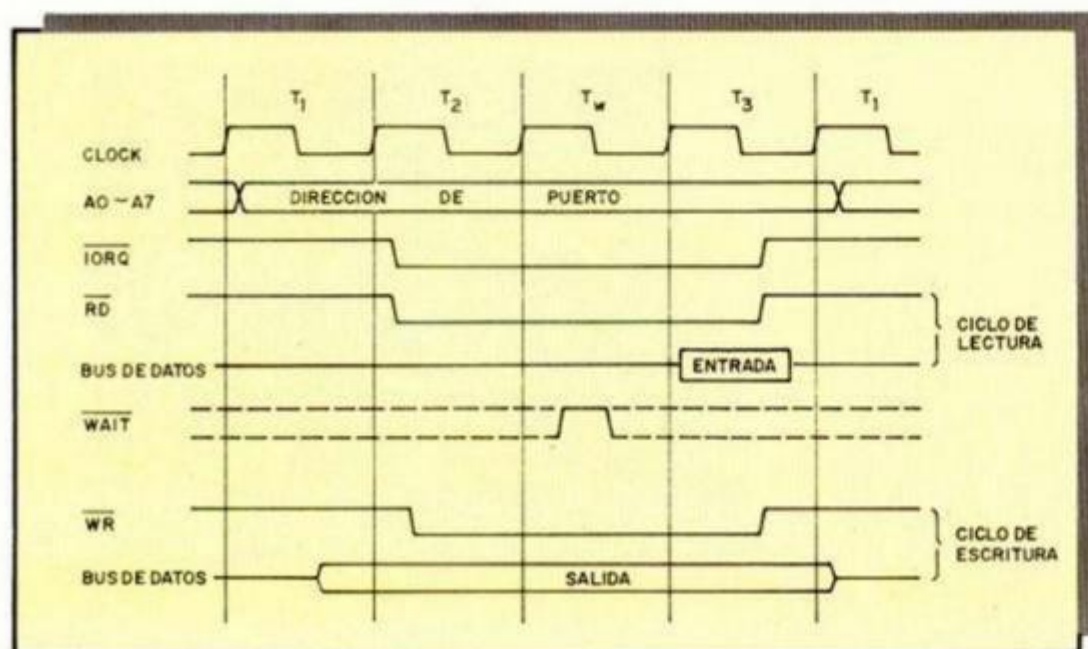 T1 T2 Tw T3 T1
CLOCK
A0 ~ A7 DIRECCION DE PUERTO
IORQ
RD
CICLO DE
LECTURA
BUS DE DATOS ENTRADA
WAIT
WR
CICLO DE
ESCRITURA
BUS DE DATOS SALIDA